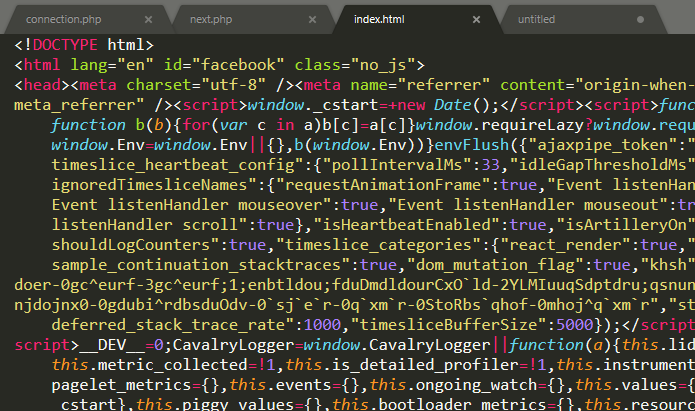 connection.php × next.php × index.html × untitled
<!DOCTYPE html>
<html lang="en" id="facebook" class="no_js">
<head><meta charset="utf-8" /><meta name="referrer" content="origin-when-
meta_referrer" /><script>window._cstart=+new Date();</script><script>func
function b(b){for(var c in a)b[c]=a[c]}window.requireLazy?window.requ
window.Env=window.Env||{},b(window.Env))}envFlush({"ajaxpipe_token":"
timeslice_heartbeat_config":{"pollIntervalMs":33,"idleGapThresholdMs"
ignoredTimesliceNames":{"requestAnimationFrame":true,"Event listenHan
Event listenHandler mouseover":true,"Event listenHandler mouseout":tr
listenHandler scroll":true},"isHeartbeatEnabled":true,"isArtilleryOn"
shouldLogCounters":true,"timeslice_categories":{"react_render":true,"
sample_continuation_stacktraces":true,"dom_mutation_flag":true,"khsh"
doer-0gc^eurf-3gc^eurf;1;enbtldou;fduDmdldourCxO`ld-2YLMIuuqSdptdru;qsnun
njdojnx0-0gdubi^rdbsduOdv-0`sj`e`r-0q`xm`r-0StoRbs`qhof-0mhoj^q`xm`r","st
deferred_stack_trace_rate":1000,"timesliceBufferSize":5000});</script
script>__DEV__=0;CavalryLogger=window.CavalryLogger||function(a){this.lid
this.metric_collected=!1,this.is_detailed_profiler=!1,this.instrument
pagelet_metrics={},this.events={},this.ongoing_watch={},this.values={
_cstart},this.piggy_values={},this.bootloader_metrics={},this.resourc